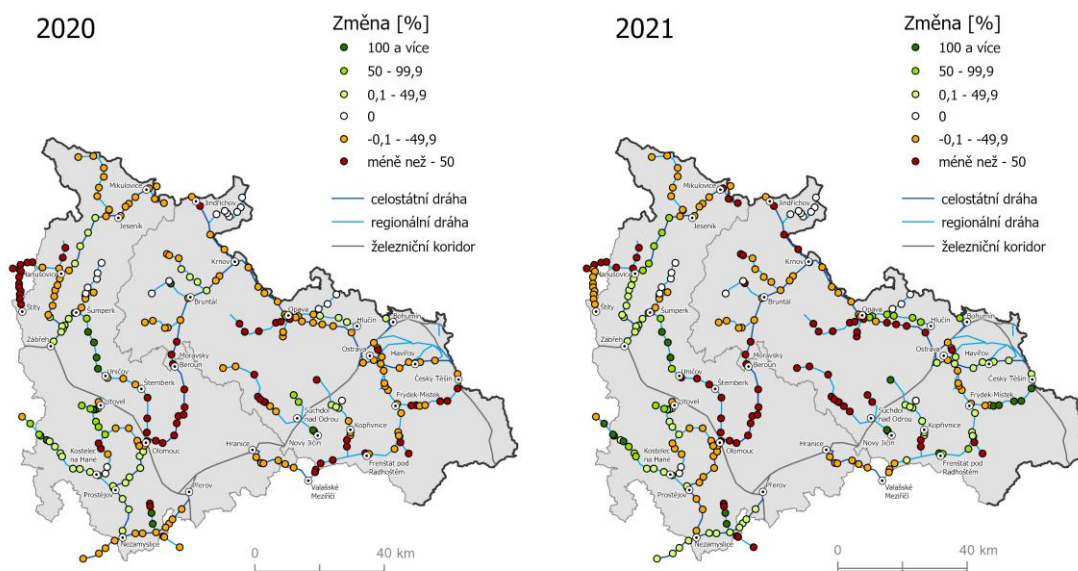 2020
Změna [%]
100 a více
50 - 99,9
0,1 - 49,9
0
-0,1 - -49,9
méně než - 50
celostátní dráha
regionální dráha
železniční koridor
Mikulovice
Jindřichov
Jeseník
Hanušovice
Krnov
Štíty
Šumperk
Bruntál
Opava
Hlučín
Bohumín
Zábřeh
Ostrava
Havířov
Moravský
Beroun
Uničov
Šternberk
Český Těšín
Litovel
Frýdek-Místek
Suchdol
nad Odrou
Kopřivnice
Kostelec
na Hané
Olomouc
Hranice
Nový Jičín
Frenštát pod
Radhoštěm
Prostějov
Přerov
Valašské
Meziříčí
Nezamyslice
0
40 km
2021
Změna [%]
100 a více
50 - 99,9
0,1 - 49,9
0
-0,1 - -49,9
méně než - 50
celostátní dráha
regionální dráha
železniční koridor
Mikulovice
Jindřichov
Jeseník
Hanušovice
Krnov
Štíty
Šumperk
Bruntál
Opava
Hlučín
Bohumín
Zábřeh
Ostrava
Havířov
Moravský
Beroun
Uničov
Šternberk
Český Těšín
Litovel
Frýdek-Místek
Suchdol
nad Odrou
Kopřivnice
Kostelec
na Hané
Olomouc
Hranice
Nový Jičín
Frenštát pod
Radhoštěm
Prostějov
Přerov
Valašské
Meziříčí
Nezamyslice
0
40 km